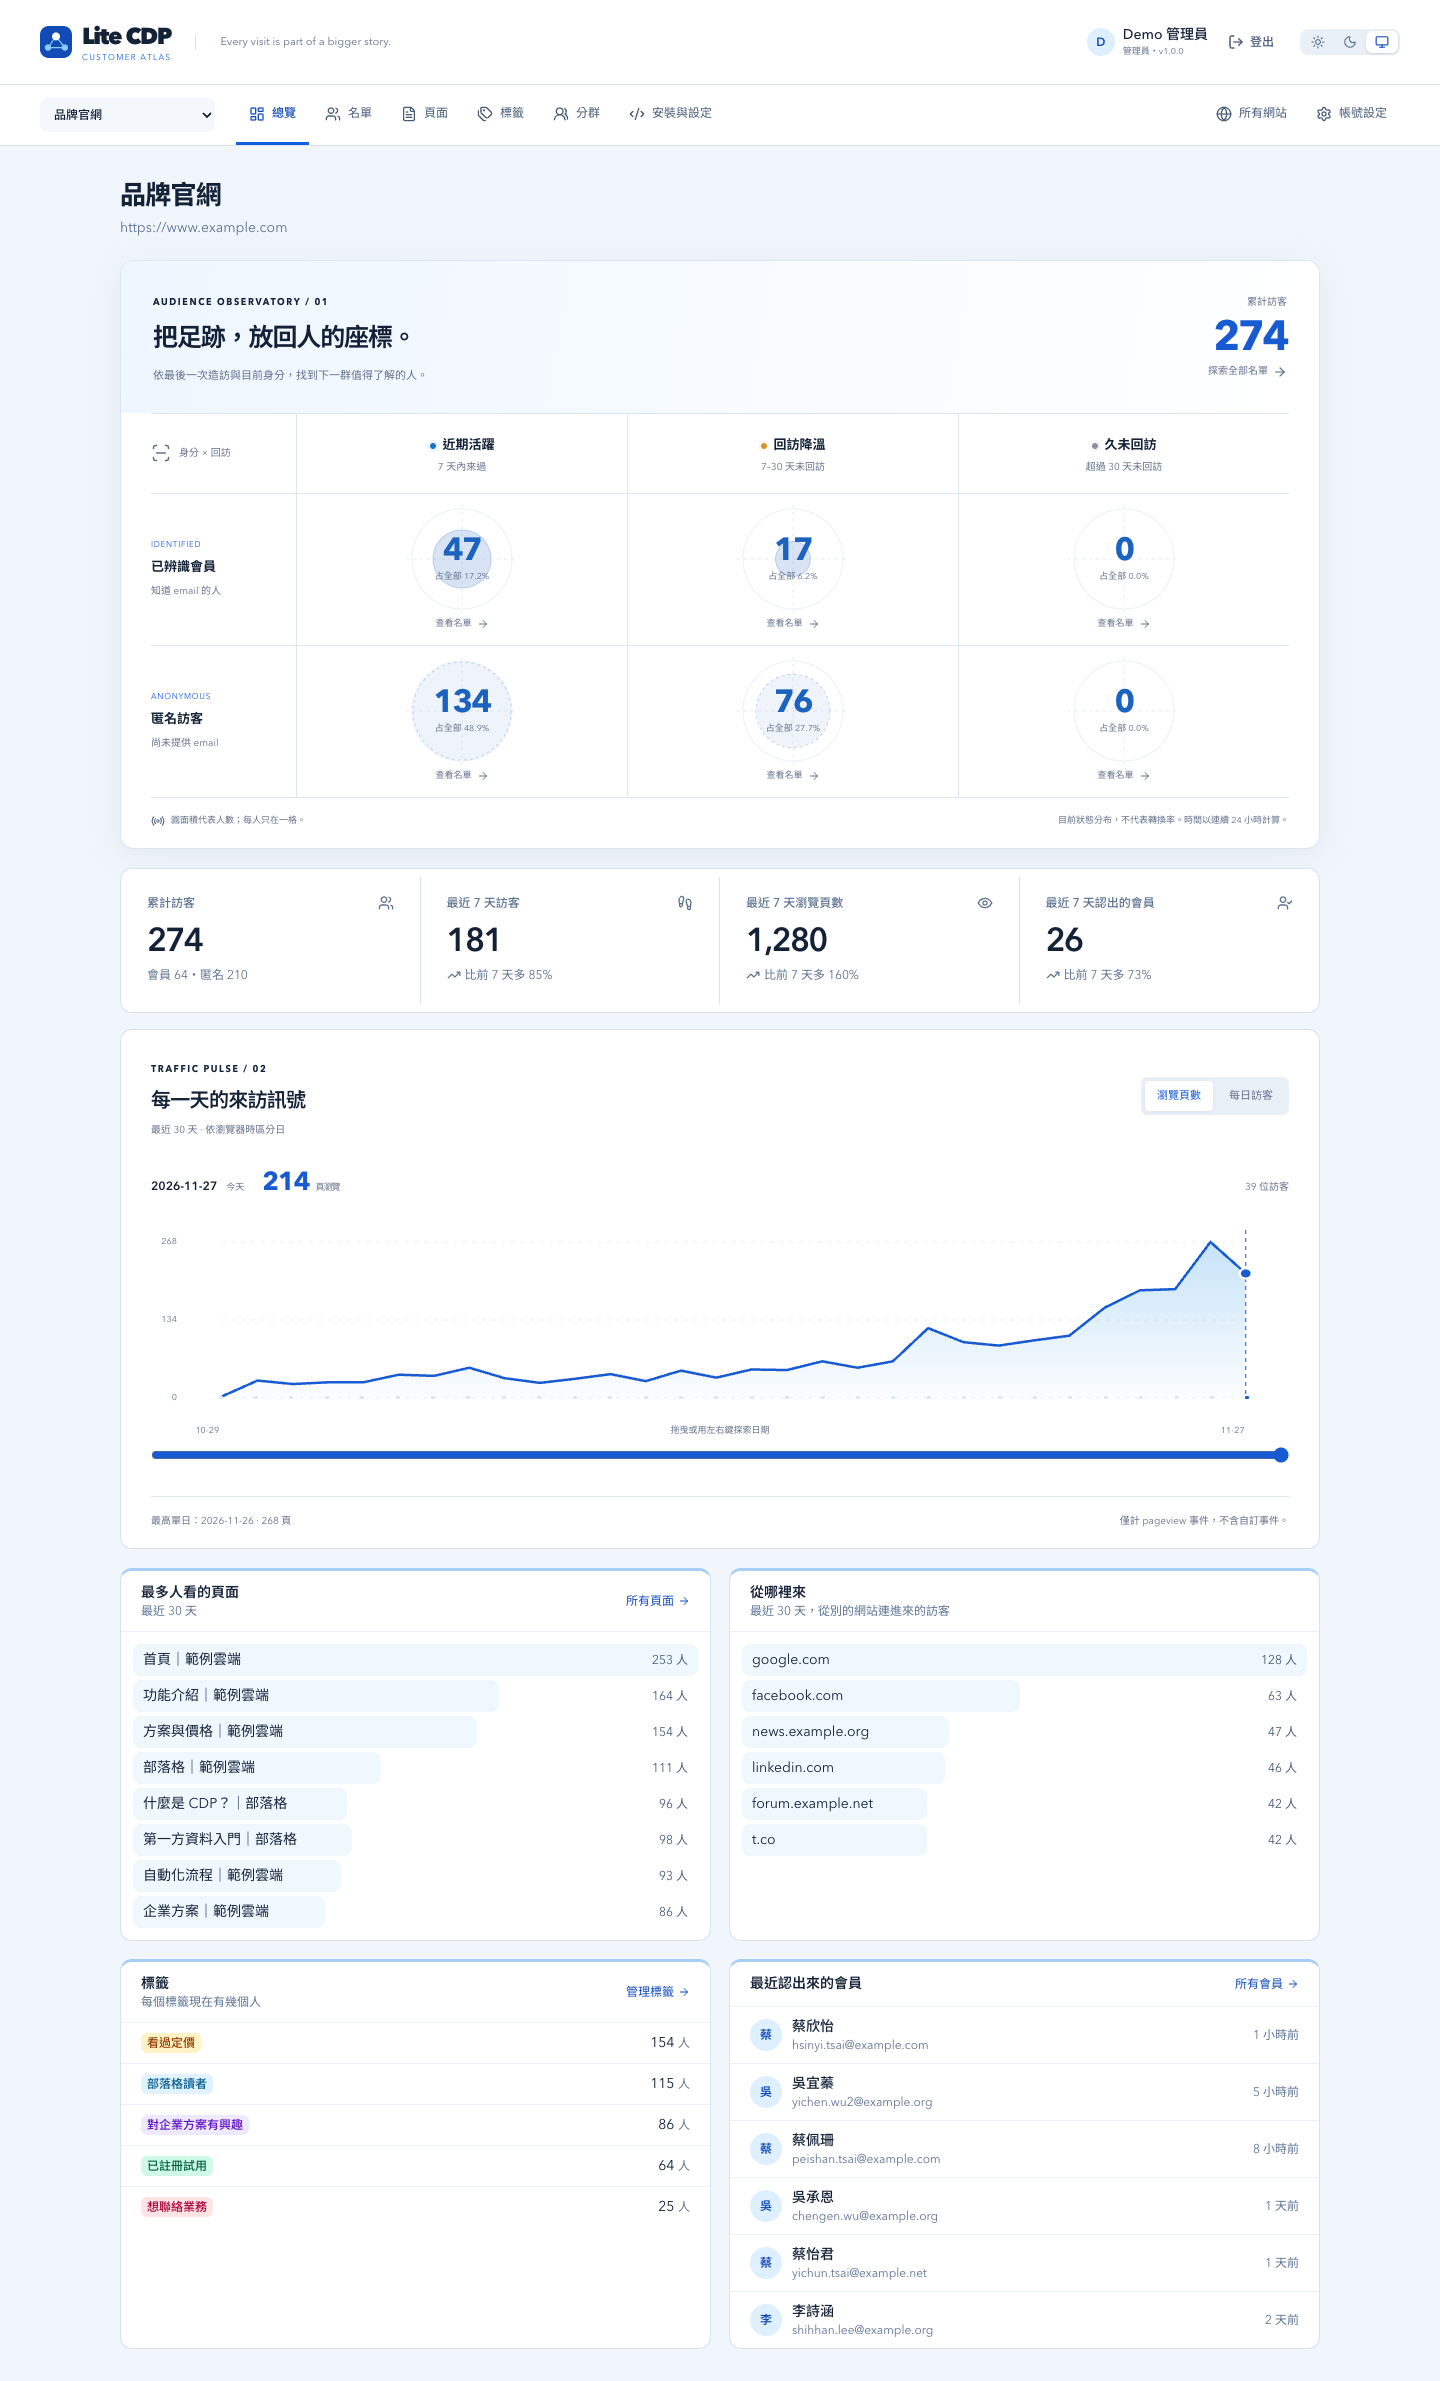 Lite CDP
CUSTOMER ATLAS
Every visit is part of a bigger story.
D
Demo 管理員
管理員・v1.0.0
登出
品牌官網
總覽
名單
頁面
標籤
分群
安裝與設定
所有網站
帳號設定
品牌官網
https://www.example.com
AUDIENCE OBSERVATORY / 01
把足跡，放回人的座標。
依最後一次造訪與目前身分，找到下一群值得了解的人。
累計訪客
274
探索全部名單
身分 × 回訪
近期活躍
7 天內來過
回訪降溫
7–30 天未回訪
久未回訪
超過 30 天未回訪
IDENTIFIED
已辨識會員
知道 email 的人
47
占全部 17.2%
查看名單
17
占全部 6.2%
查看名單
0
占全部 0.0%
查看名單
ANONYMOUS
匿名訪客
尚未提供 email
134
占全部 48.9%
查看名單
76
占全部 27.7%
查看名單
0
占全部 0.0%
查看名單
圓面積代表人數；每人只在一格。
目前狀態分布，不代表轉換率。時間以連續 24 小時計算。
累計訪客
274
會員 64・匿名 210
最近 7 天訪客
181
比前 7 天多 85%
最近 7 天瀏覽頁數
1,280
比前 7 天多 160%
最近 7 天認出的會員
26
比前 7 天多 73%
TRAFFIC PULSE / 02
每一天的來訪訊號
最近 30 天 · 依瀏覽器時區分日
瀏覽頁數
每日訪客
2026-11-27 今天 214 頁瀏覽
39 位訪客
268
134
0
10-29
拖曳或用左右鍵探索日期
11-27
最高單日：2026-11-26 · 268 頁
僅計 pageview 事件，不含自訂事件。
最多人看的頁面
最近 30 天
所有頁面
首頁｜範例雲端 253 人
功能介紹｜範例雲端 164 人
方案與價格｜範例雲端 154 人
部落格｜範例雲端 111 人
什麼是 CDP？｜部落格 96 人
第一方資料入門｜部落格 98 人
自動化流程｜範例雲端 93 人
企業方案｜範例雲端 86 人
從哪裡來
最近 30 天，從別的網站連進來的訪客
google.com 128 人
facebook.com 63 人
news.example.org 47 人
linkedin.com 46 人
forum.example.net 42 人
t.co 42 人
標籤
每個標籤現在有幾個人
管理標籤
看過定價 154 人
部落格讀者 115 人
對企業方案有興趣 86 人
已註冊試用 64 人
想聯絡業務 25 人
最近認出來的會員
所有會員
蔡
蔡欣怡
hsinyi.tsai@example.com
1 小時前
吳
吳宜蓁
yichen.wu2@example.org
5 小時前
蔡
蔡佩珊
peishan.tsai@example.com
8 小時前
吳
吳承恩
chengen.wu@example.org
1 天前
蔡
蔡怡君
yichun.tsai@example.net
1 天前
李
李詩涵
shihhan.lee@example.org
2 天前